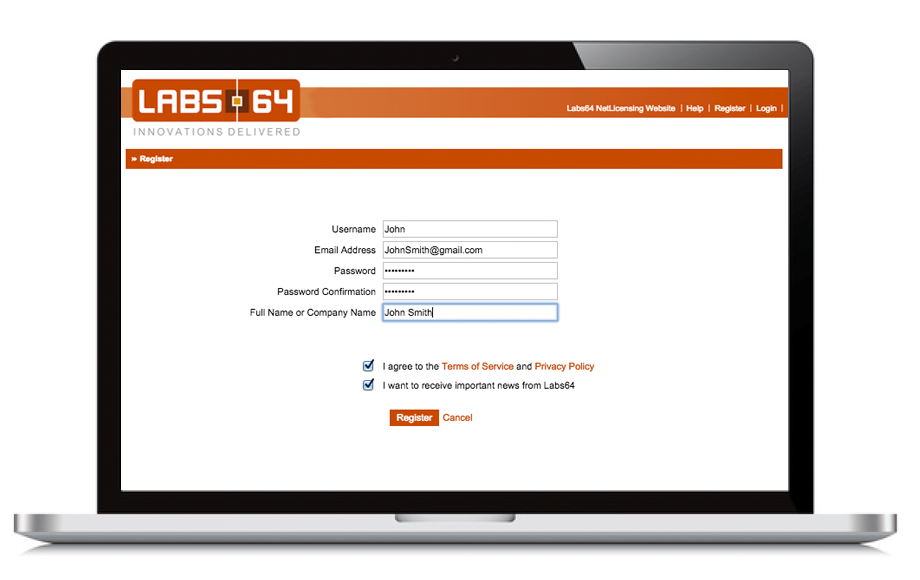 LABS 64
INNOVATIONS DELIVERED
Labs64 NetLicensing Website | Help | Register | Login |
» Register
Username John
Email Address JohnSmith@gmail.com
Password •••••••••
Password Confirmation •••••••••
Full Name or Company Name John Smith
I agree to the Terms of Service and Privacy Policy
I want to receive important news from Labs64
Register Cancel